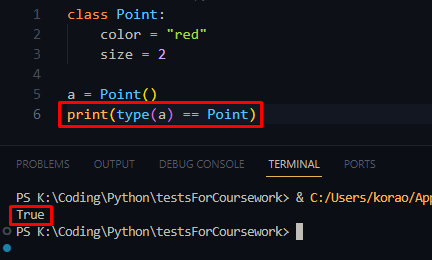 1 class Point:
2     color = "red"
3     size = 2
4
5 a = Point()
6 print(type(a) == Point)
PROBLEMS OUTPUT DEBUG CONSOLE TERMINAL PORTS
PS K:\Coding\Python\testsForCoursework> & C:/Users/korao/App
True
PS K:\Coding\Python\testsForCoursework>